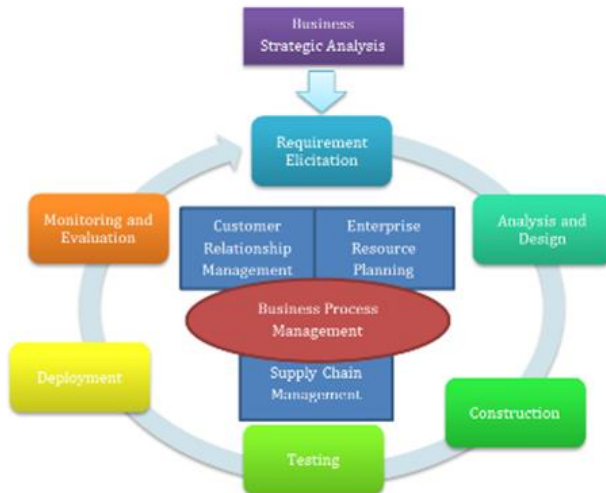 Business
Strategic Analysis
Requirement
Elicitation
Monitoring and
Evaluation
Customer
Relationship
Management
Enterprise
Resource
Planning
Analysis and
Design
Business Process
Management
Deployment
Supply Chain
Management
Construction
Testing